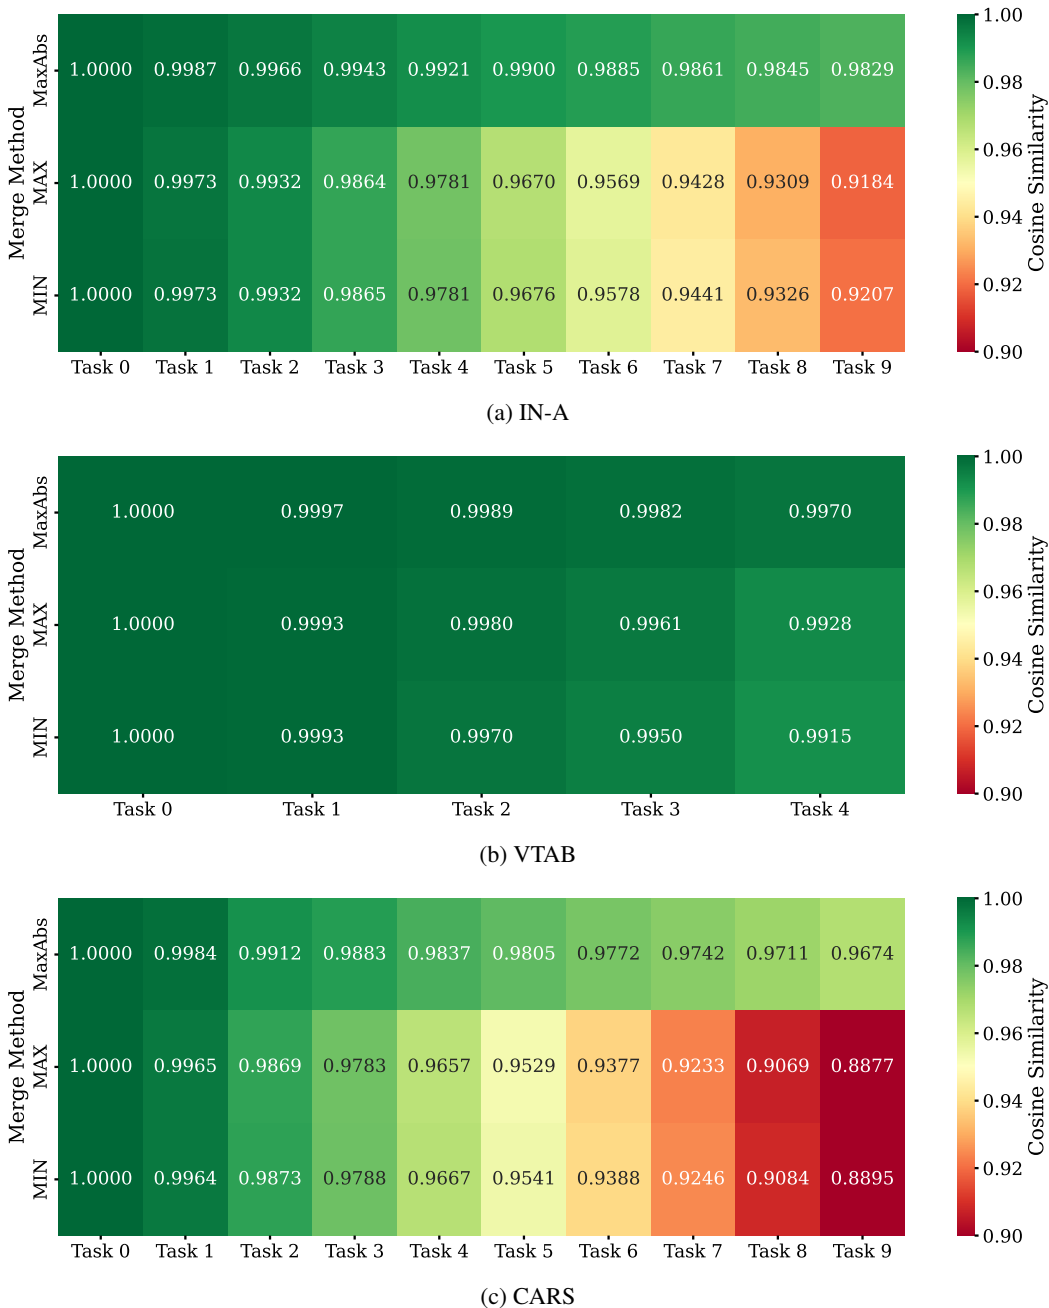 MaxAbs 1.0000 0.9987 0.9966 0.9943 0.9921 0.9900 0.9885 0.9861 0.9845 0.9829
MAX 1.0000 0.9973 0.9932 0.9864 0.9781 0.9670 0.9569 0.9428 0.9309 0.9184
MIN 1.0000 0.9973 0.9932 0.9865 0.9781 0.9676 0.9578 0.9441 0.9326 0.9207
Merge Method
Task 0 Task 1 Task 2 Task 3 Task 4 Task 5 Task 6 Task 7 Task 8 Task 9
1.00
0.98
0.96
0.94
0.92
0.90
Cosine Similarity
(a) IN-A
MaxAbs 1.0000 0.9997 0.9989 0.9982 0.9970
MAX 1.0000 0.9993 0.9980 0.9961 0.9928
MIN 1.0000 0.9993 0.9970 0.9950 0.9915
Merge Method
Task 0 Task 1 Task 2 Task 3 Task 4
1.00
0.98
0.96
0.94
0.92
0.90
Cosine Similarity
(b) VTAB
MaxAbs 1.0000 0.9984 0.9912 0.9883 0.9837 0.9805 0.9772 0.9742 0.9711 0.9674
MAX 1.0000 0.9965 0.9869 0.9783 0.9657 0.9529 0.9377 0.9233 0.9069 0.8877
MIN 1.0000 0.9964 0.9873 0.9788 0.9667 0.9541 0.9388 0.9246 0.9084 0.8895
Merge Method
Task 0 Task 1 Task 2 Task 3 Task 4 Task 5 Task 6 Task 7 Task 8 Task 9
1.00
0.98
0.96
0.94
0.92
0.90
Cosine Similarity
(c) CARS